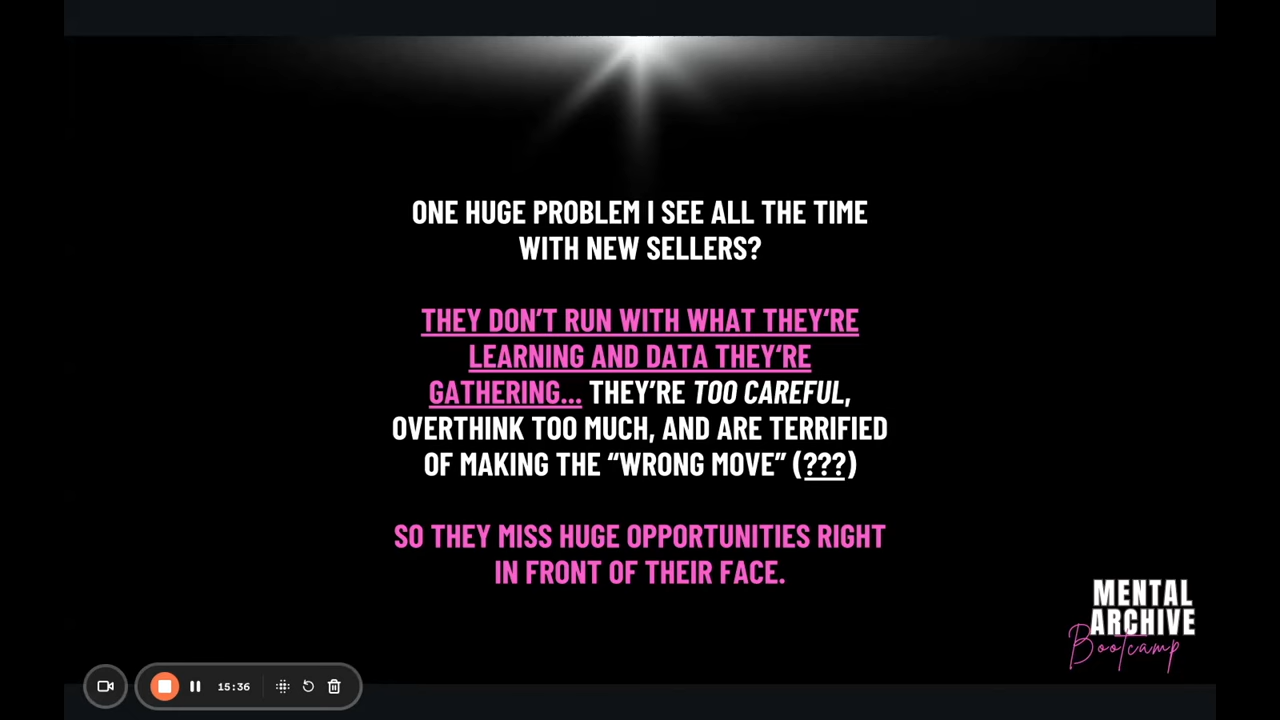 ONE HUGE PROBLEM I SEE ALL THE TIME
WITH NEW SELLERS?
THEY DON’T RUN WITH WHAT THEY‘RE
LEARNING AND DATA THEY‘RE
GATHERING... THEY’RE TOO CAREFUL,
OVERTHINK TOO MUCH, AND ARE TERRIFIED
OF MAKING THE “WRONG MOVE” (???)
SO THEY MISS HUGE OPPORTUNITIES RIGHT
IN FRONT OF THEIR FACE.
MENTAL
ARCHIVE
Bootcamp
15:36